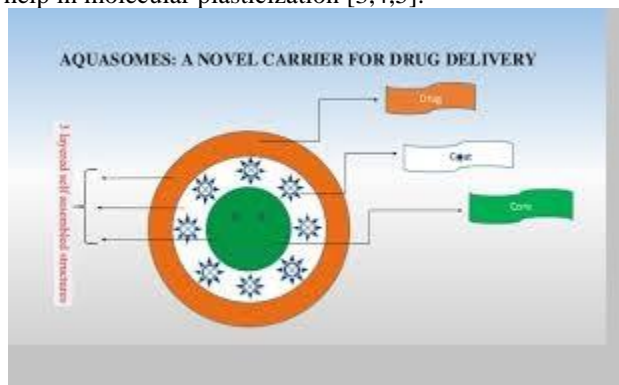 help in molecular plasticization [3,4,5].
AQUASOMES: A NOVEL CARRIER FOR DRUG DELIVERY
Drug
Coat
Core
3 layered self assembled structures